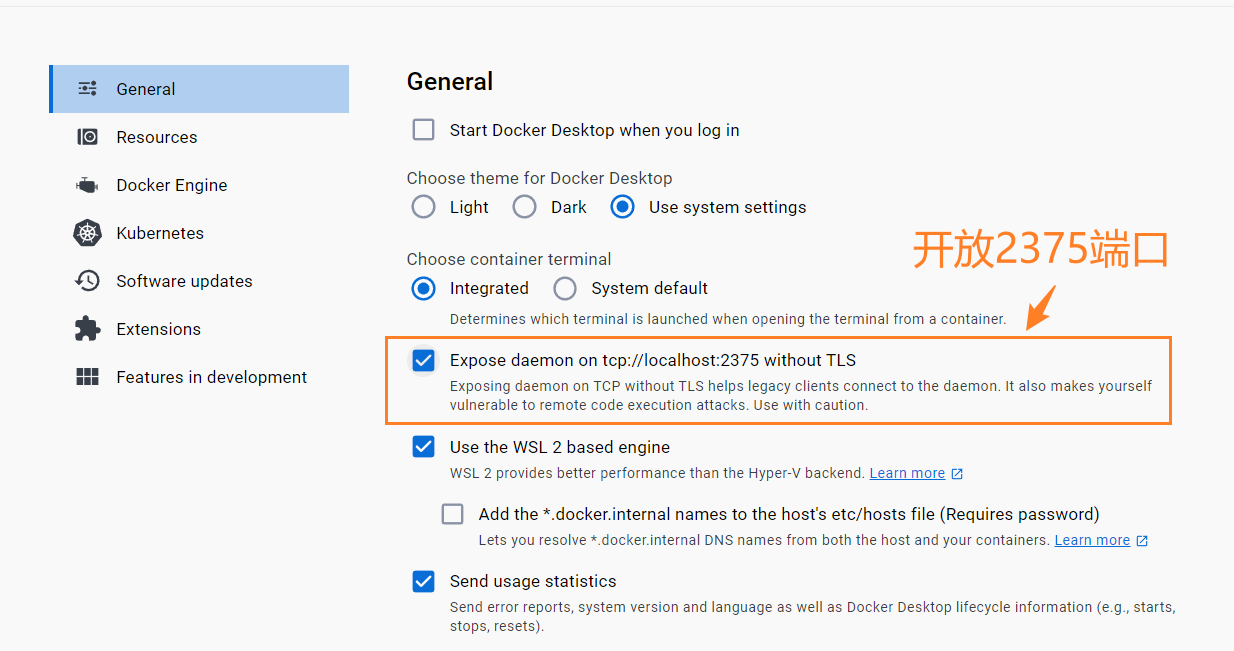 General
Resources
Docker Engine
Kubernetes
Software updates
Extensions
Features in development
General
Start Docker Desktop when you log in
Choose theme for Docker Desktop
Light Dark Use system settings
开放2375端口
Choose container terminal
Integrated System default
Determines which terminal is launched when opening the terminal from a container.
Expose daemon on tcp://localhost:2375 without TLS
Exposing daemon on TCP without TLS helps legacy clients connect to the daemon. It also makes yourself
vulnerable to remote code execution attacks. Use with caution.
Use the WSL 2 based engine
WSL 2 provides better performance than the Hyper-V backend. Learn more
Add the *.docker.internal names to the host's etc/hosts file (Requires password)
Lets you resolve *.docker.internal DNS names from both the host and your containers. Learn more
Send usage statistics
Send error reports, system version and language as well as Docker Desktop lifecycle information (e.g., starts,
stops, resets).